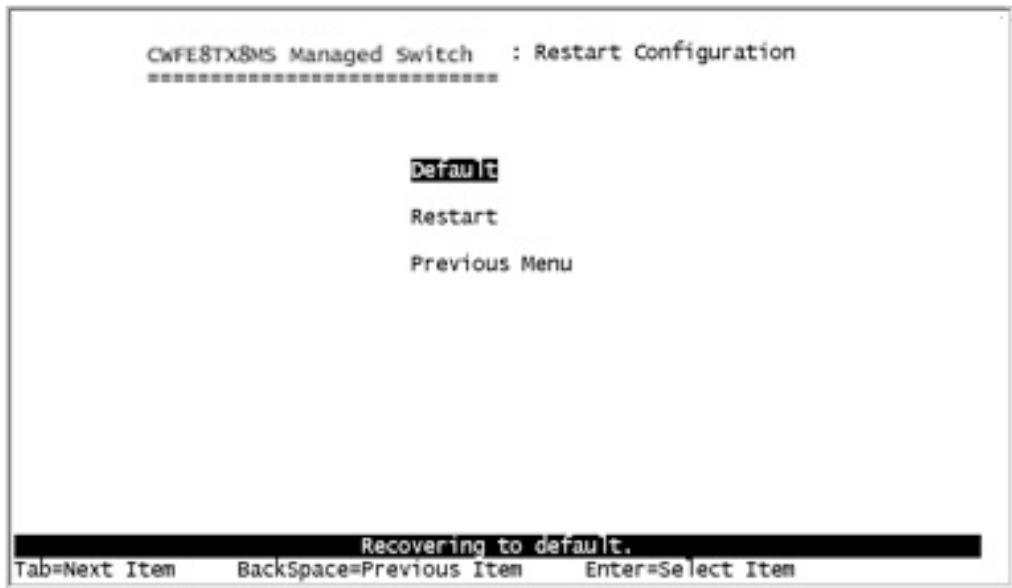 CWFE8TX8MS Managed Switch : Restart Configuration
============================
Default
Restart
Previous Menu
Recovering to default.
Tab=Next Item BackSpace=Previous Item Enter=Select Item